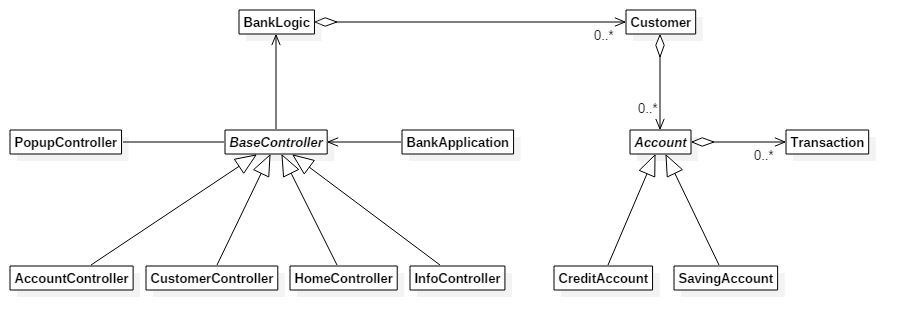 BankLogic
Customer
0..*
0..*
PopupController
BaseController
BankApplication
Account
Transaction
0..*
AccountController
CustomerController
HomeController
InfoController
CreditAccount
SavingAccount